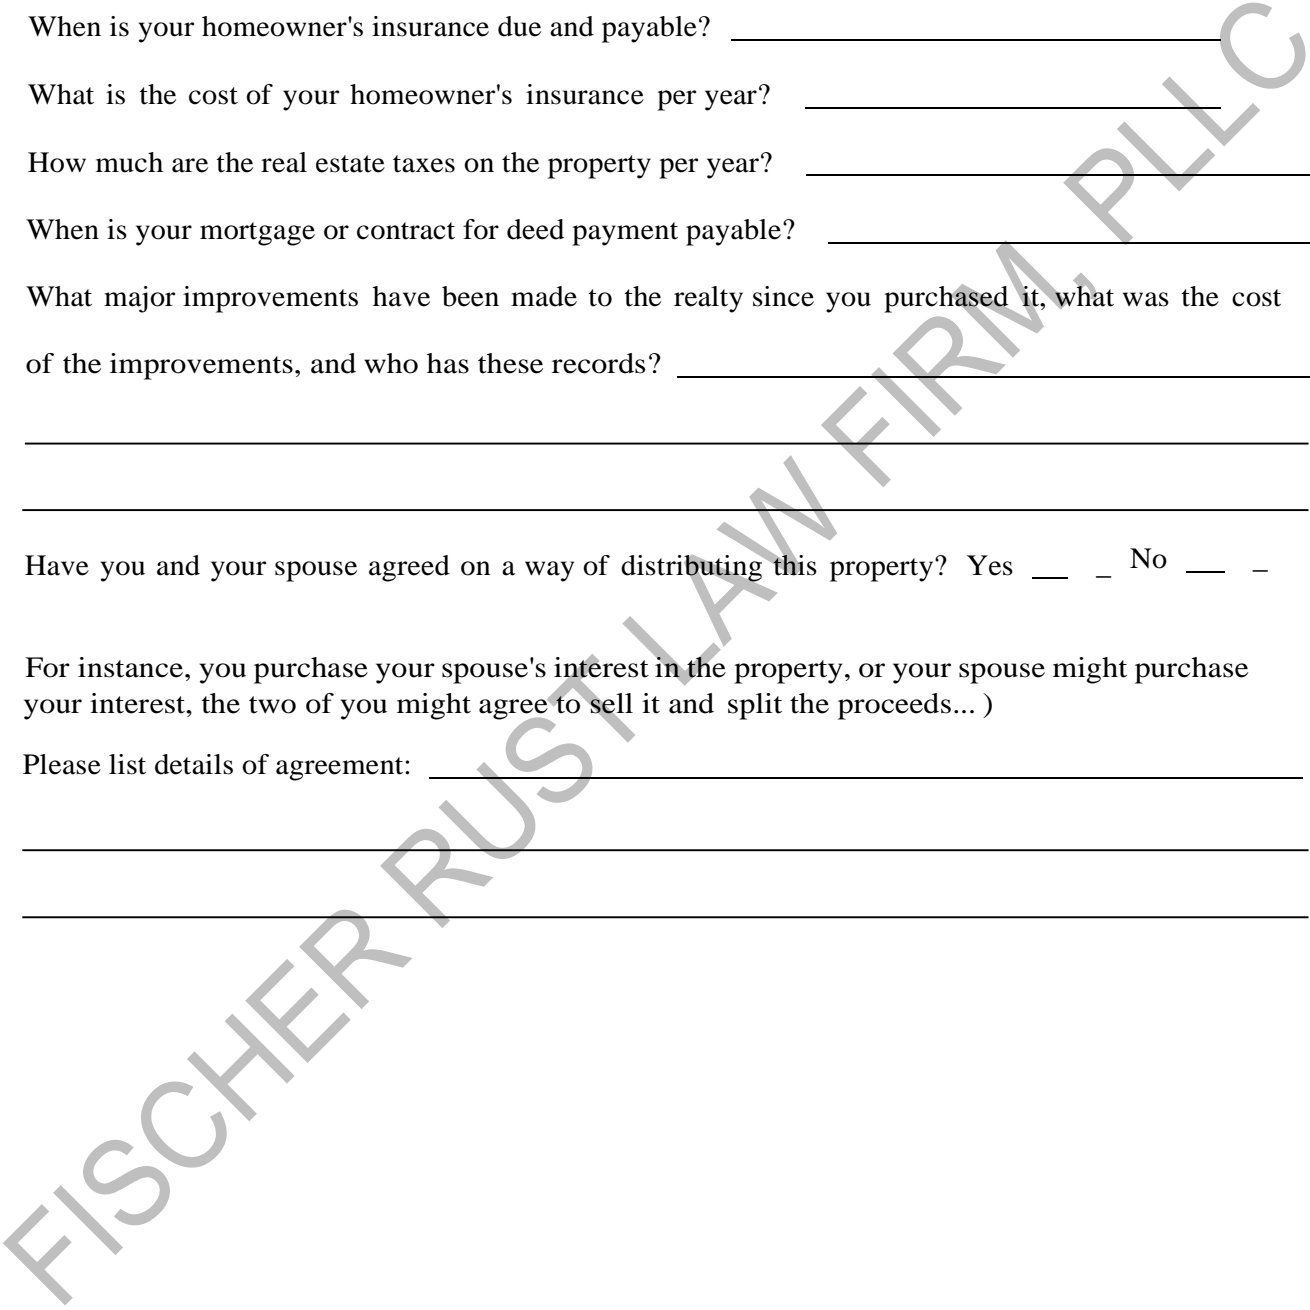 When is your homeowner's insurance due and payable?
What is the cost of your homeowner's insurance per year?
How much are the real estate taxes on the property per year?
When is your mortgage or contract for deed payment payable?
What major improvements have been made to the realty since you purchased it, what was the cost
of the improvements, and who has these records?
Have you and your spouse agreed on a way of distributing this property? Yes __ _ No __ _
For instance, you purchase your spouse's interest in the property, or your spouse might purchase
your interest, the two of you might agree to sell it and split the proceeds... )
Please list details of agreement:
FISCHER RUST LAW FIRM, PLLC